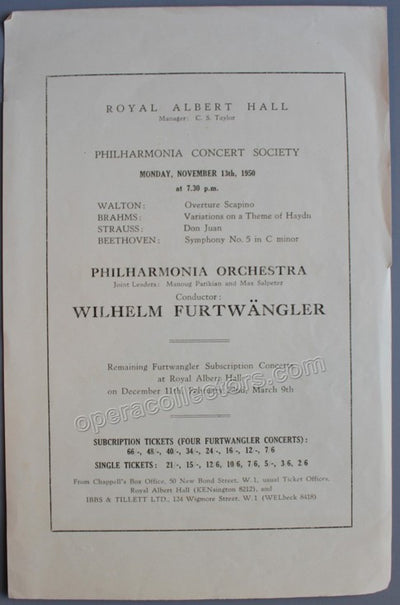 ROYAL ALBERT HALL
Manager: C. S. Taylor
PHILHARMONIA CONCERT SOCIETY
MONDAY, NOVEMBER 13th, 1950
at 7.30 p.m.
WALTON: Overture Scapino
BRAHMS: Variations on a Theme of Haydn
STRAUSS: Don Juan
BEETHOVEN: Symphony No. 5 in C minor
PHILHARMONIA ORCHESTRA
Joint Leaders: Manoug Parikian and Max Salpeter
Conductor:
WILHELM FURTWÄNGLER
Remaining Furtwangler Subscription Concerts
at Royal Albert Hall
on December 11th, February 22nd, March 9th
operacollectors.com
SUBCRIPTION TICKETS (FOUR FURTWANGLER CONCERTS):
66/-, 48/-, 40/-, 34/-, 24/-, 16/-, 12/-, 7/6
SINGLE TICKETS: 21/-, 15/-, 12/6, 10/6, 7/6, 5/-, 3/6, 2/6
From Chappell's Box Office, 50 New Bond Street, W.1, usual Ticket Offices,
Royal Albert Hall (KENsington 8212), and
IBBS & TILLETT LTD., 124 Wigmore Street, W.1 (WELbeck 8418)